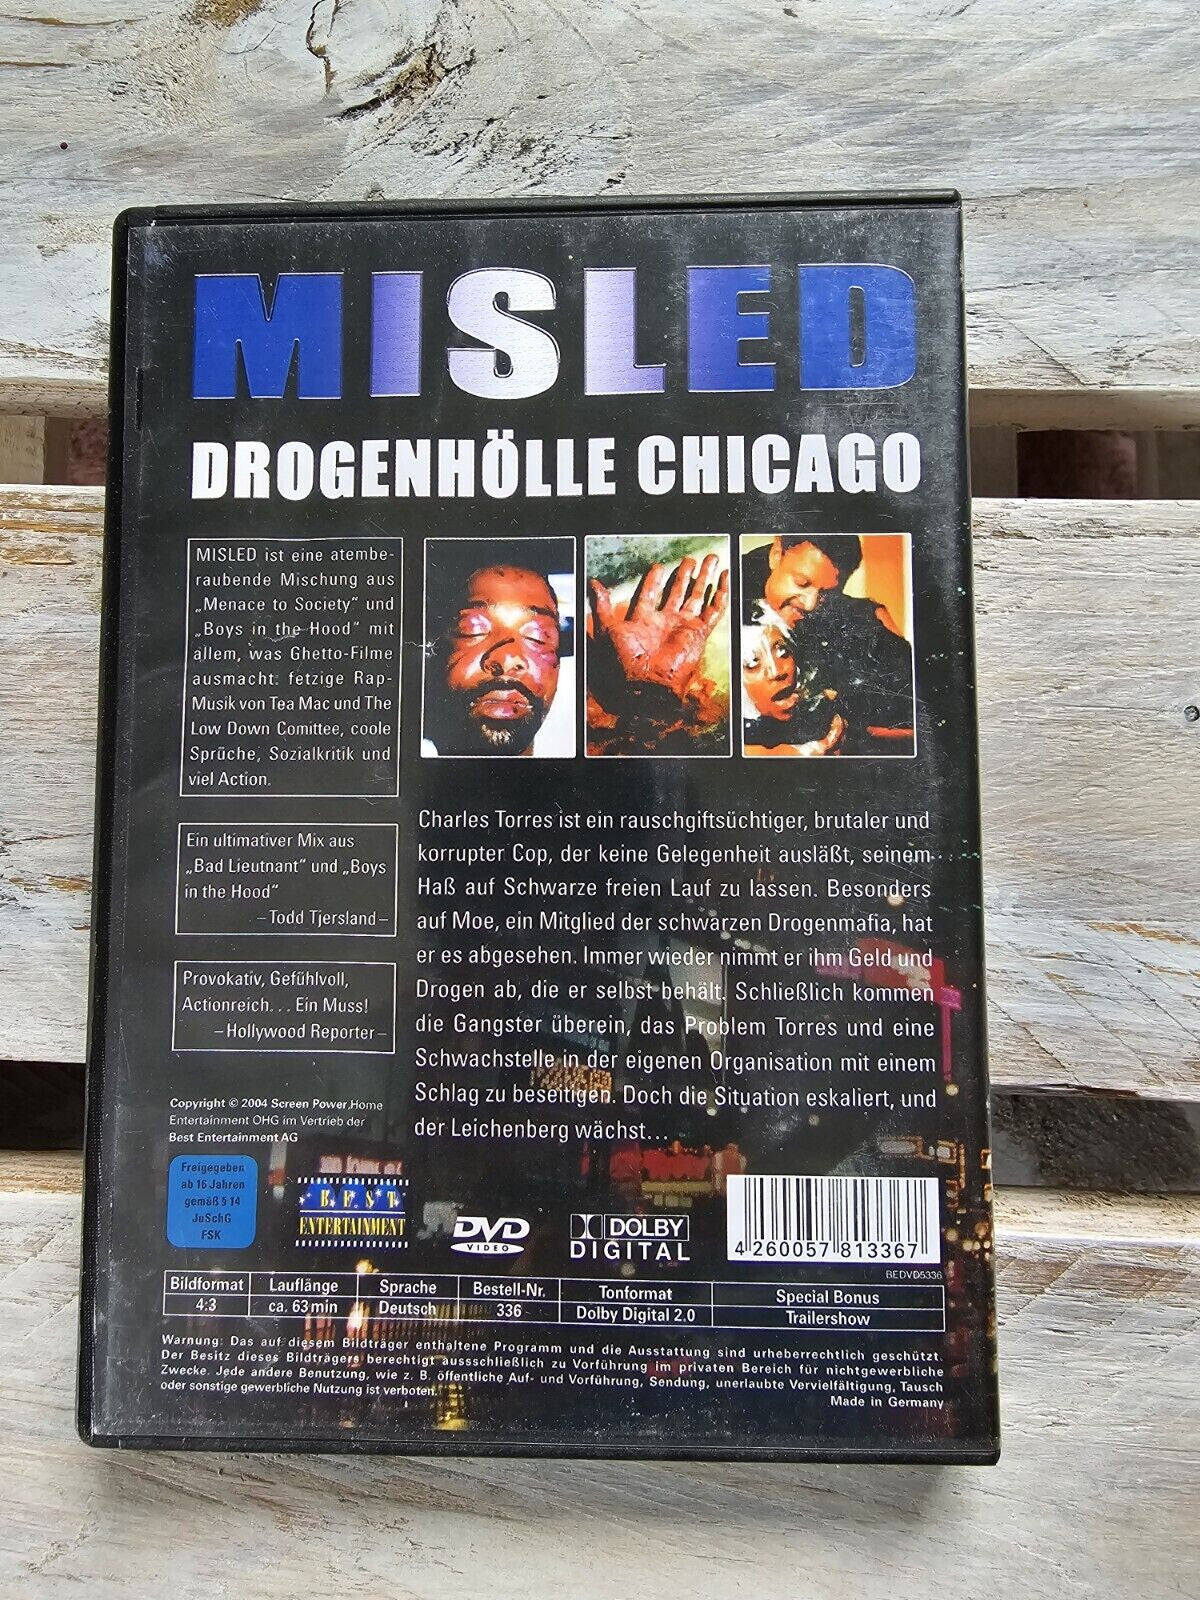 MISLED
DROGENHÖLLE CHICAGO
MISLED ist eine atembe-
raubende Mischung aus
„Menace to Society" und
„Boys in the Hood" mit
allem, was Ghetto-Filme
ausmacht: fetzige Rap-
Musik von Tea Mac und The
Low Down Comittee, coole
Sprüche, Sozialkritik und
viel Action.
Ein ultimativer Mix aus
„Bad Lieutnant" und „Boys
in the Hood"
– Todd Tjersland –
Provokativ, Gefühlvoll,
Actionreich... Ein Muss!
– Hollywood Reporter –
Charles Torres ist ein rauschgiftsüchtiger, brutaler und
korrupter Cop, der keine Gelegenheit ausläßt, seinem
Haß auf Schwarze freien Lauf zu lassen. Besonders
auf Moe, ein Mitglied der schwarzen Drogenmafia, hat
er es abgesehen. Immer wieder nimmt er ihm Geld und
Drogen ab, die er selbst behält. Schließlich kommen
die Gangster überein, das Problem Torres und eine
Schwachstelle in der eigenen Organisation mit einem
Schlag zu beseitigen. Doch die Situation eskaliert, und
der Leichenberg wächst...
Copyright © 2004 Screen Power Home
Entertainment OHG im Vertrieb der
Best Entertainment AG
Freigegeben
ab 16 Jahren
gemäß § 14
JuSchG
FSK
BEST
ENTERTAINMENT
DVD
VIDEO
DOLBY
DIGITAL
4 260057 813367
BEDVD5336
Bildformat Lauflänge Sprache Bestell-Nr. Tonformat Special Bonus
4:3 ca. 63 min Deutsch 336 Dolby Digital 2.0 Trailershow
Warnung: Das auf diesem Bildträger enthaltene Programm und die Ausstattung sind urheberrechtlich geschützt.
Der Besitz dieses Bildträgers berechtigt aussschließlich zu Vorführung im privaten Bereich für nichtgewerbliche
Zwecke. Jede andere Benutzung, wie z. B. öffentliche Auf- und Vorführung, Sendung, unerlaubte Vervielfältigung, Tausch
oder sonstige gewerbliche Nutzung ist verboten.
Made in Germany